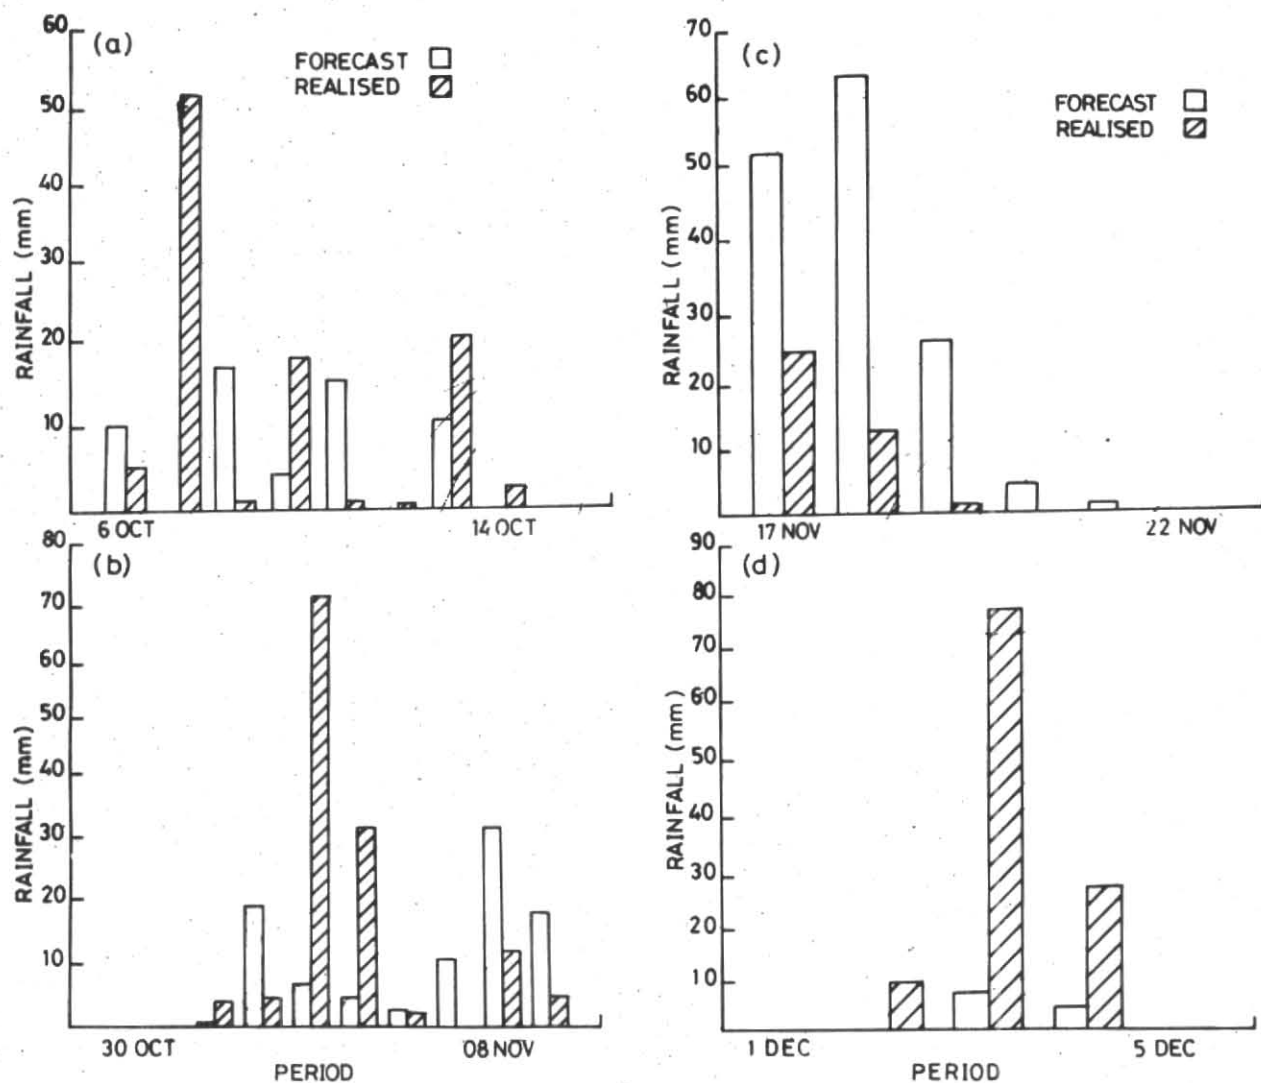 (a)
FORECAST
REALISED
60
50
40
30
20
10
RAINFALL (mm)
6 OCT
14 OCT
(c)
FORECAST
REALISED
70
60
50
40
30
20
10
RAINFALL (mm)
17 NOV
22 NOV
(b)
80
70
60
50
40
30
20
10
RAINFALL (mm)
30 OCT
08 NOV
PERIOD
(d)
90
80
70
60
50
40
30
20
10
RAINFALL (mm)
1 DEC
5 DEC
PERIOD